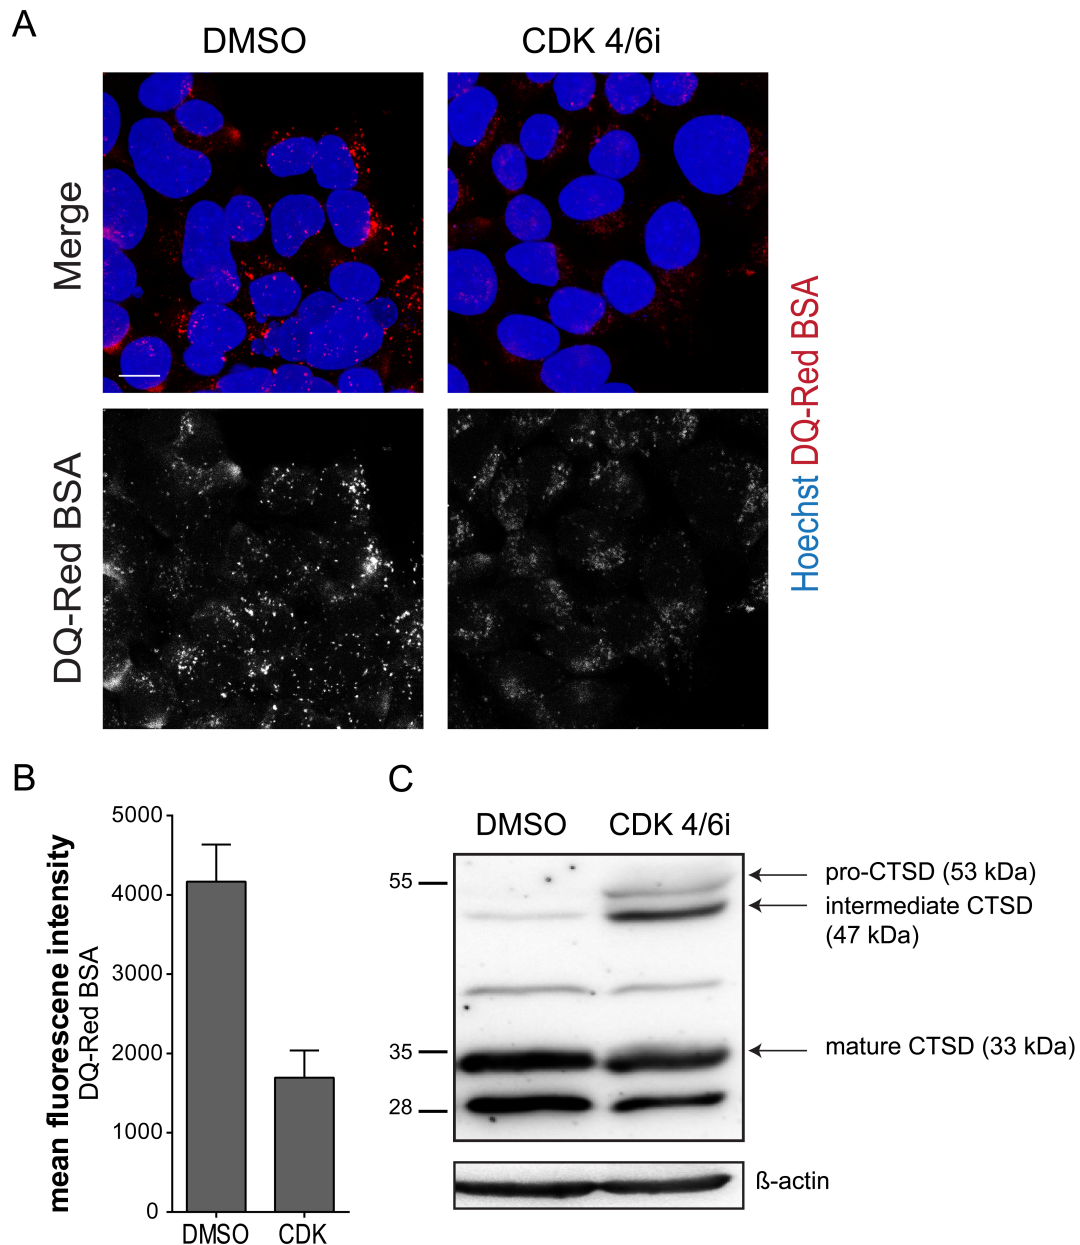 A
DMSO
CDK 4/6i
Merge
DQ-Red BSA
Hoechst DQ-Red BSA
B
mean fluorescene intensity
DQ-Red BSA
5000
4000
3000
2000
1000
0
DMSO
CDK
C
DMSO
CDK 4/6i
55
35
28
pro-CTSD (53 kDa)
intermediate CTSD
(47 kDa)
mature CTSD (33 kDa)
ß-actin